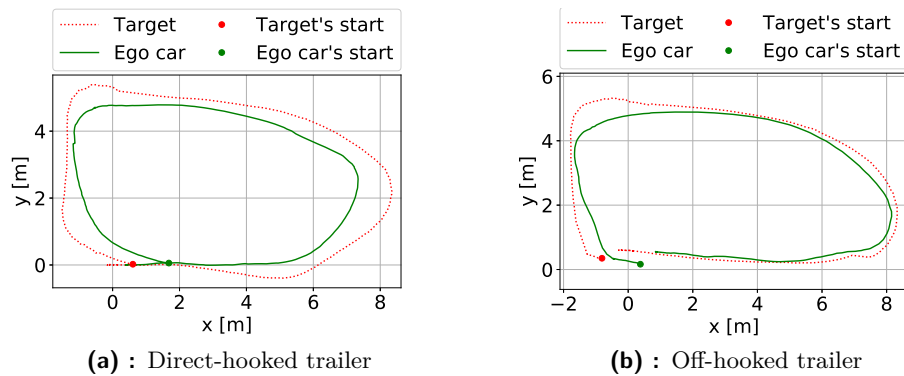 Target Target's start
Ego car Ego car's start
y [m]
4
2
0
0 2 4 6 8
x [m]
(a) : Direct-hooked trailer
Target Target's start
Ego car Ego car's start
y [m]
6
4
2
0
−2 0 2 4 6 8
x [m]
(b) : Off-hooked trailer